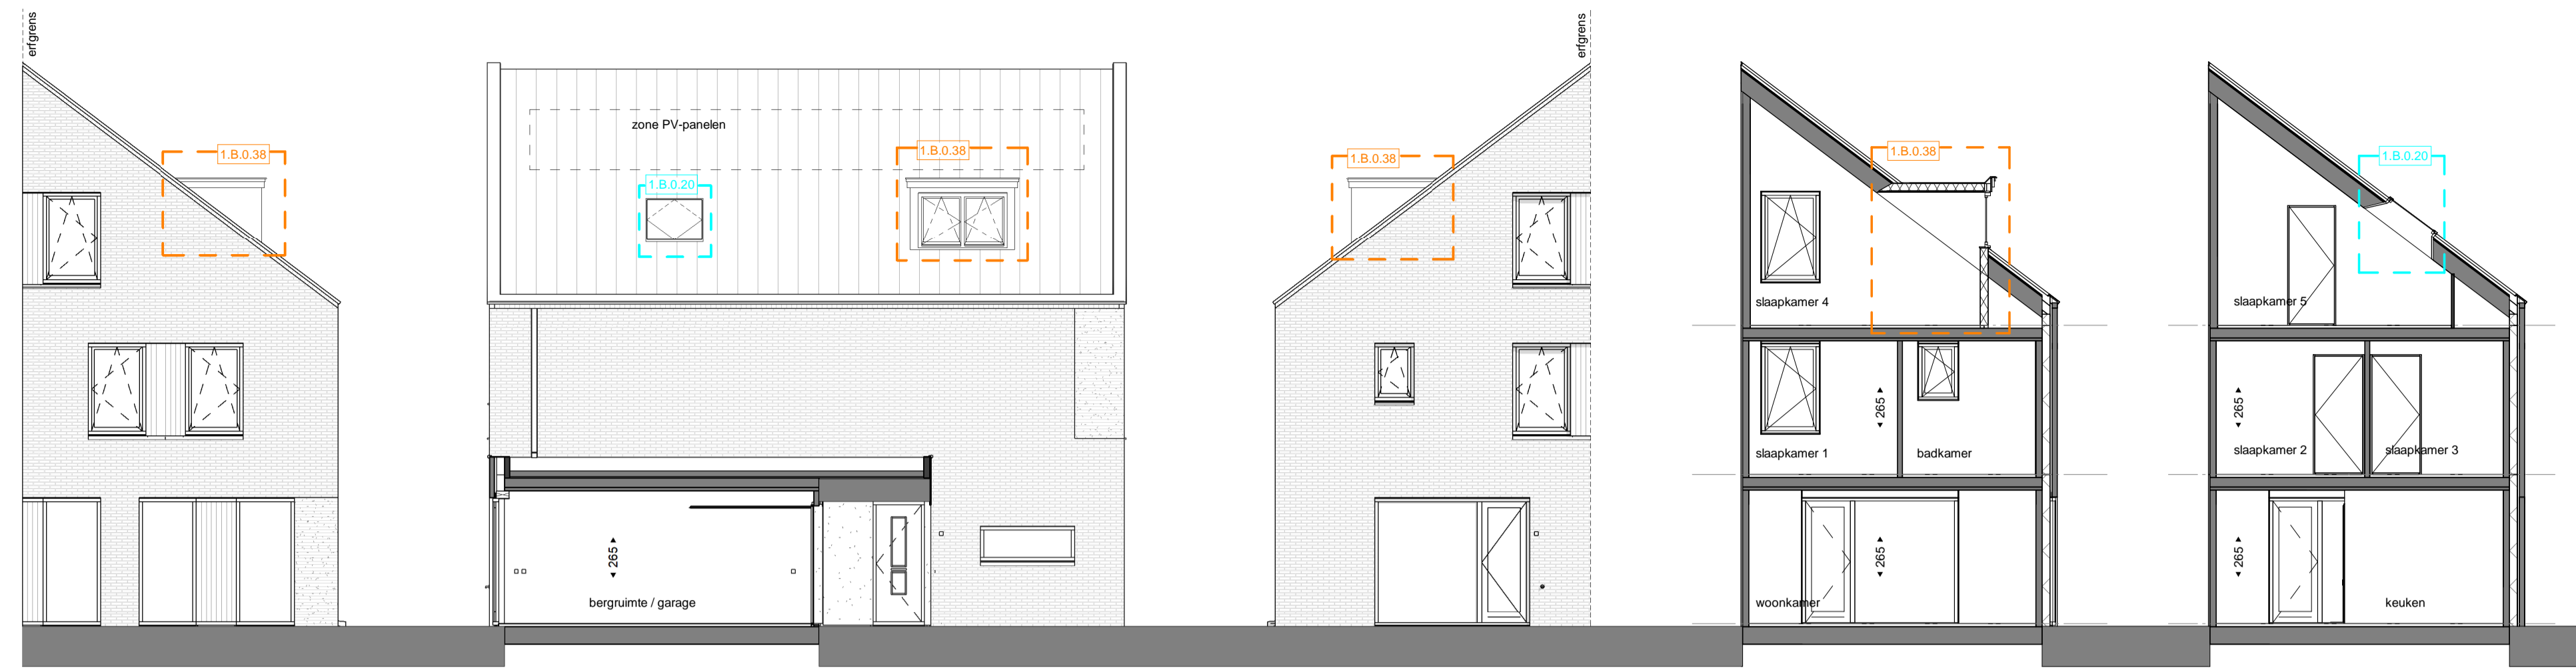 erfgrens
1.B.0.38
zone PV-panelen
1.B.0.20
1.B.0.38
265
bergruimte / garage
erfgrens
1.B.0.38
1.B.0.38
slaapkamer 4
265
slaapkamer 1
badkamer
265
woonkamer
1.B.0.20
slaapkamer 5
265
slaapkamer 2
slaapkamer 3
265
keuken